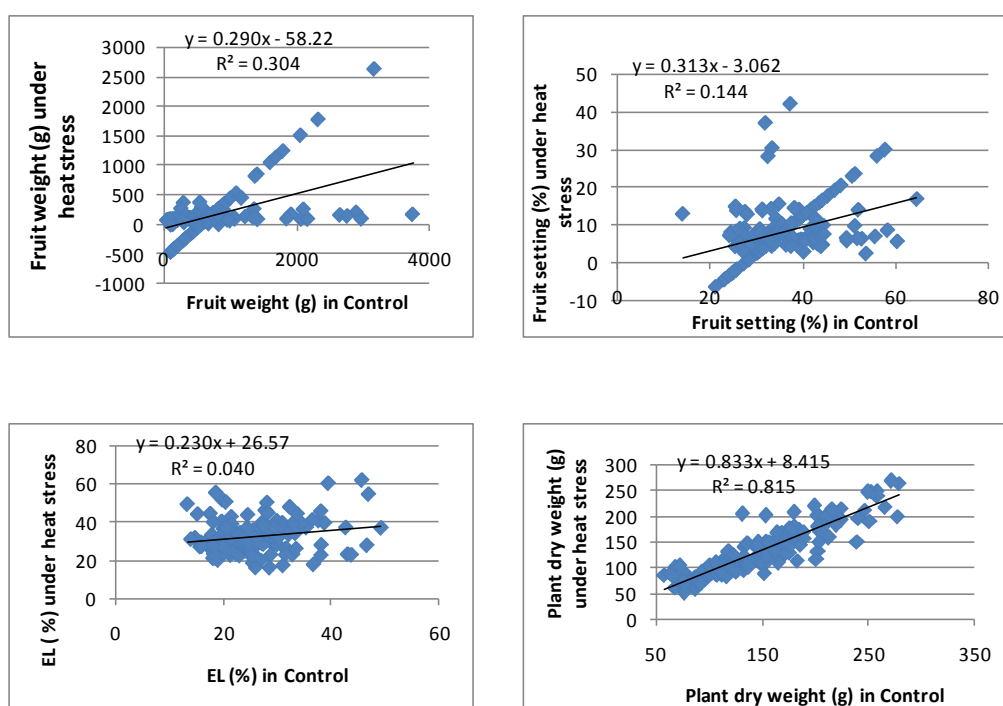 y = 0.290x - 58.22
R² = 0.304
3000
2500
2000
1500
1000
500
0
-500
-1000
0
2000
4000
Fruit weight (g) under
heat stress
Fruit weight (g) in Control
y = 0.313x - 3.062
R² = 0.144
50
40
30
20
10
0
-10
0
20
40
60
80
Fruit setting (%) under heat
stress
Fruit setting (%) in Control
y = 0.230x + 26.57
R² = 0.040
80
60
40
20
0
0
20
40
60
EL ( %) under heat stress
EL (%) in Control
y = 0.833x + 8.415
R² = 0.815
300
250
200
150
100
50
0
50
150
250
350
Plant dry weight (g)
under heat stress
Plant dry weight (g) in Control